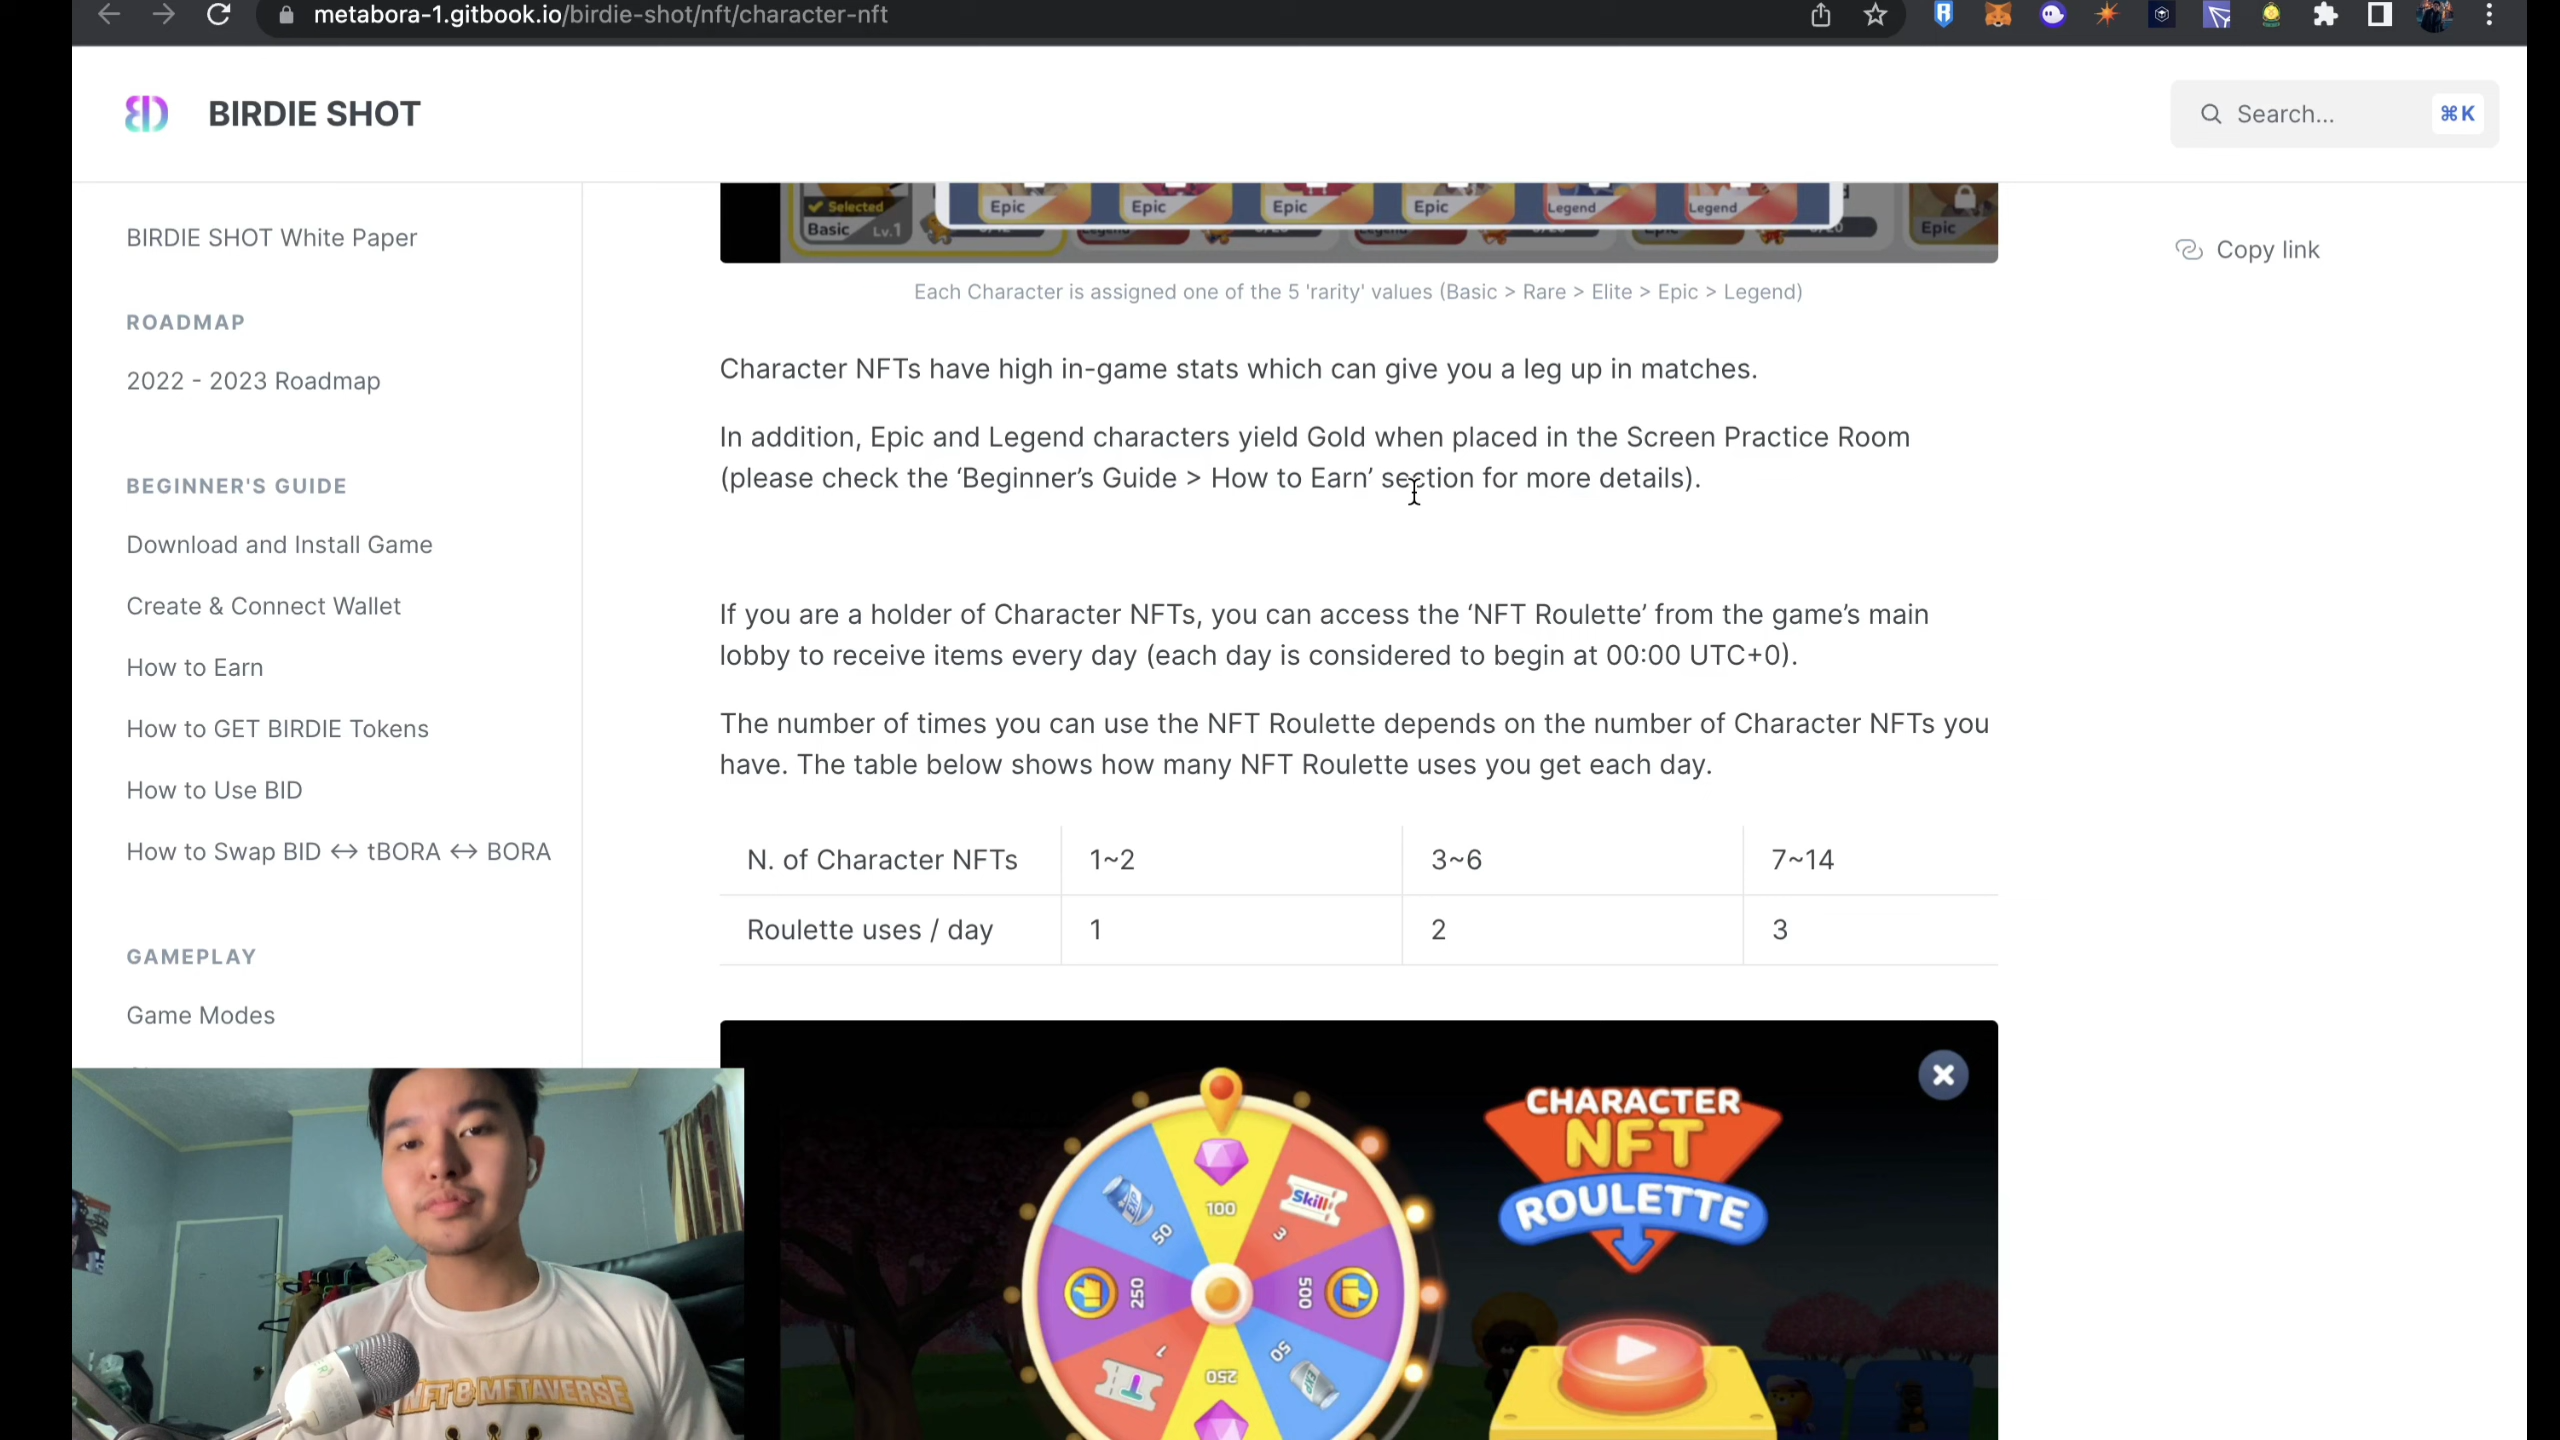 metabora-1.gitbook.io/birdie-shot/nft/character-nft
BIRDIE SHOT
Search...
⌘K
BIRDIE SHOT White Paper
ROADMAP
2022 - 2023 Roadmap
BEGINNER'S GUIDE
Download and Install Game
Create & Connect Wallet
How to Earn
How to GET BIRDIE Tokens
How to Use BID
How to Swap BID ↔ tBORA ↔ BORA
GAMEPLAY
Game Modes
Selected
Basic Lv.1
Epic
Epic
Epic
Epic
Legend
Legend
Epic
Copy link
Each Character is assigned one of the 5 'rarity' values (Basic > Rare > Elite > Epic > Legend)
Character NFTs have high in-game stats which can give you a leg up in matches.
In addition, Epic and Legend characters yield Gold when placed in the Screen Practice Room
(please check the ‘Beginner’s Guide > How to Earn’ section for more details).
If you are a holder of Character NFTs, you can access the ‘NFT Roulette’ from the game’s main
lobby to receive items every day (each day is considered to begin at 00:00 UTC+0).
The number of times you can use the NFT Roulette depends on the number of Character NFTs you
have. The table below shows how many NFT Roulette uses you get each day.
N. of Character NFTs 1~2 3~6 7~14
Roulette uses / day 1 2 3
CHARACTER
NFT
ROULETTE
100
Skill
3
500
50
EXP
250
1
250
50
NFT & METAVERSE